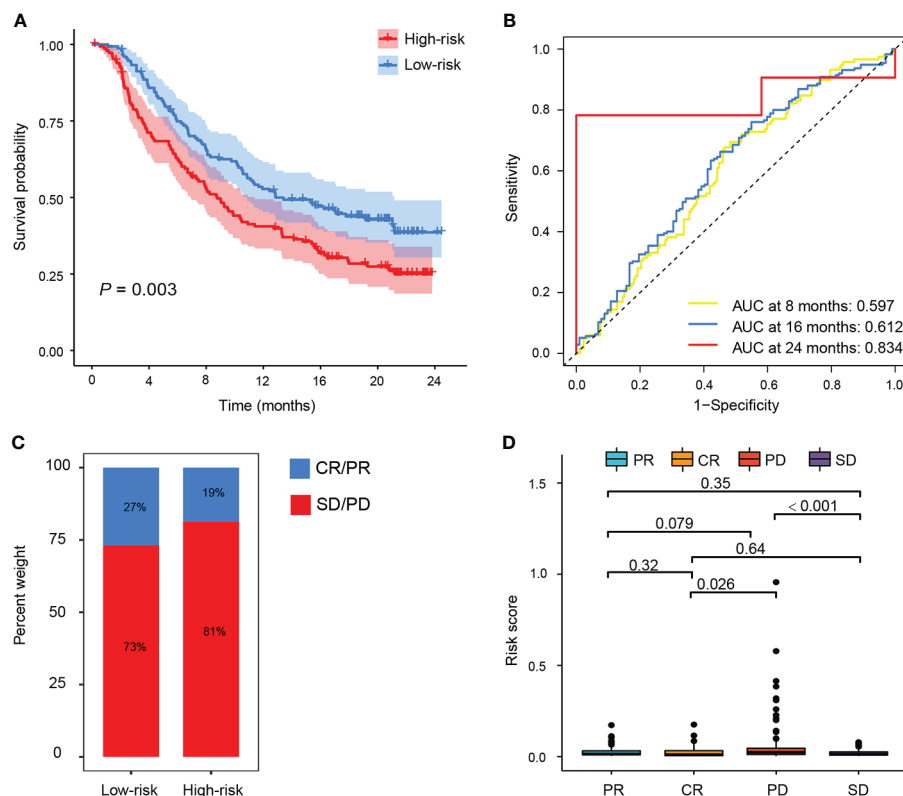 A
High-risk
Low-risk
1.00
0.75
0.50
0.25
0.00
Survival probability
P = 0.003
0 4 8 12 16 20 24
Time (months)
B
1.0
0.8
0.6
0.4
0.2
0.0
Sensitivity
AUC at 8 months: 0.597
AUC at 16 months: 0.612
AUC at 24 months: 0.834
0.0 0.2 0.4 0.6 0.8 1.0
1−Specificity
C
100
75
50
25
0
Percent weight
27%
19%
73%
81%
CR/PR
SD/PD
Low-risk High-risk
D
PR CR PD SD
1.5
1.0
0.5
0.0
Risk score
0.35
< 0.001
0.079
0.64
0.32
0.026
PR CR PD SD